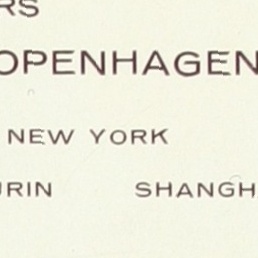 RS
OPENHAGEN
NEW YORK
URIN SHANGH